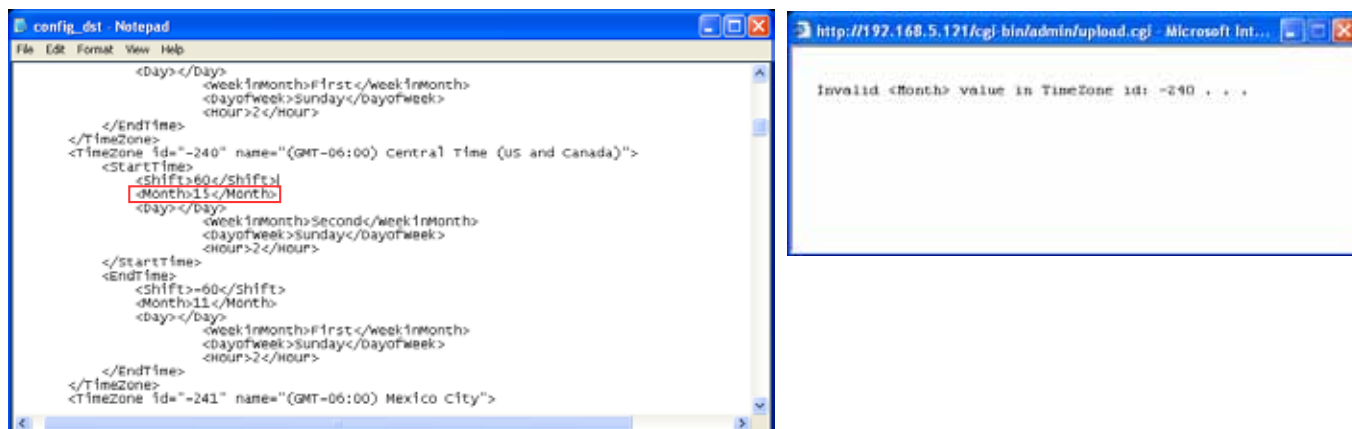 config_dst - Notepad
File Edit Format View Help
<Day></Day>
<WeekinMonth>First</WeekinMonth>
<DayofWeek>Sunday</DayofWeek>
<Hour>2</Hour>
</EndTime>
</TimeZone>
<TimeZone id="-240" name="(GMT-06:00) Central Time (US and Canada)">
<StartTime>
<Shift>60</Shift>
<Month>15</Month>
<Day></Day>
<WeekinMonth>Second</WeekinMonth>
<DayofWeek>Sunday</DayofWeek>
<Hour>2</Hour>
</StartTime>
<EndTime>
<Shift>-60</Shift>
<Month>11</Month>
<Day></Day>
<WeekinMonth>First</WeekinMonth>
<DayofWeek>Sunday</DayofWeek>
<Hour>2</Hour>
</EndTime>
</TimeZone>
<TimeZone id="-241" name="(GMT-06:00) Mexico City">
http://192.168.5.121/cgi-bin/admin/upload.cgi - Microsoft Int...
Invalid <Month> value in TimeZone id: -240 . . .